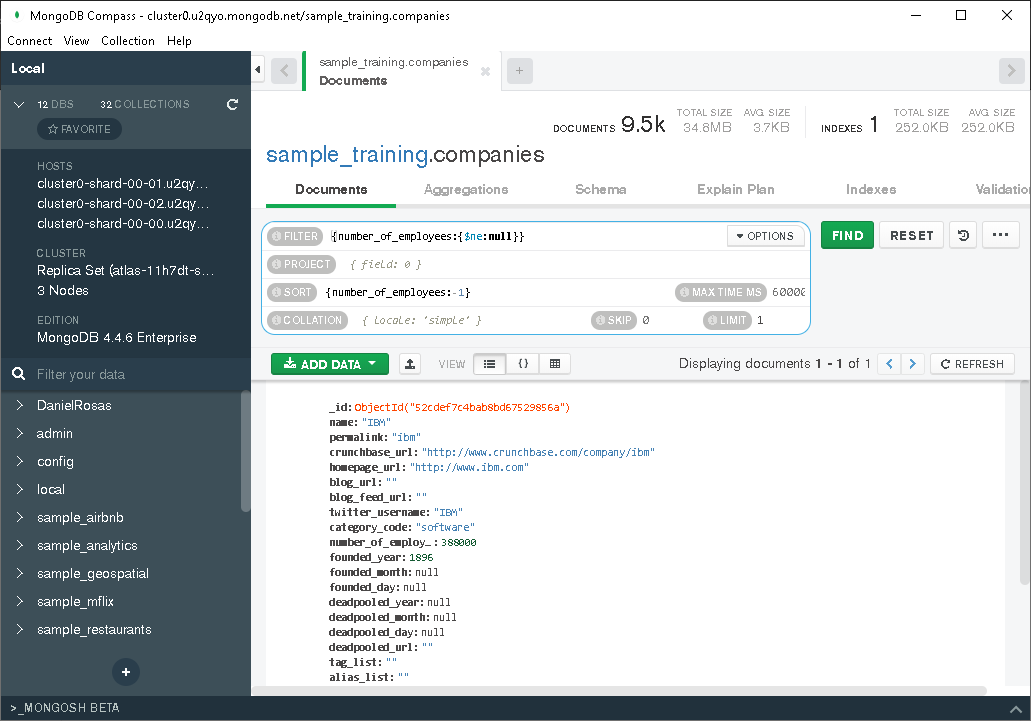 MongoDB Compass - cluster0.u2qyo.mongodb.net/sample_training.companies
Connect View Collection Help
Local
12 DBS 32 COLLECTIONS
FAVORITE
HOSTS
cluster0-shard-00-01.u2qy...
cluster0-shard-00-02.u2qy...
cluster0-shard-00-00.u2qy...
CLUSTER
Replica Set (atlas-11h7dt-s...
3 Nodes
EDITION
MongoDB 4.4.6 Enterprise
Filter your data
DanielRosas
admin
config
local
sample_airbnb
sample_analytics
sample_geospatial
sample_mflix
sample_restaurants
+
>_MONGOSH BETA
sample_training.companies
Documents
+
DOCUMENTS 9.5k TOTAL SIZE 34.8MB AVG. SIZE 3.7KB INDEXES 1 TOTAL SIZE 252.0KB AVG. SIZE 252.0KB
sample_training.companies
Documents Aggregations Schema Explain Plan Indexes Validatio
FILTER {number_of_employees:{$ne:null}} OPTIONS FIND RESET ...
PROJECT { field: 0 }
SORT {number_of_employees:-1} MAX TIME MS 60000
COLLATION { locale: 'simple' } SKIP 0 LIMIT 1
ADD DATA VIEW {} Displaying documents 1 - 1 of 1 REFRESH
_id: ObjectId("52cdef7c4bab8bd67529856a")
name: "IBM"
permalink: "ibm"
crunchbase_url: "http://www.crunchbase.com/company/ibm"
homepage_url: "http://www.ibm.com"
blog_url: ""
blog_feed_url: ""
twitter_username: "IBM"
category_code: "software"
number_of_employ…: 388000
founded_year: 1896
founded_month: null
founded_day: null
deadpooled_year: null
deadpooled_month: null
deadpooled_day: null
deadpooled_url: ""
tag_list: ""
alias_list: ""